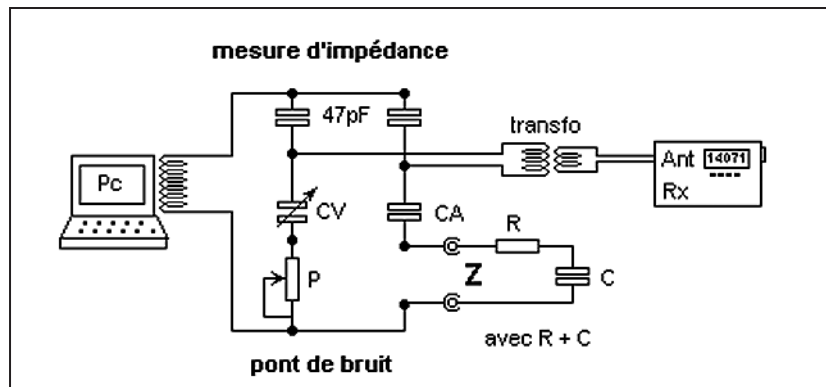 mesure d'impédance
47pF
transfo
Pc
Ant 14071
Rx
CV
CA
R
P
Z
C
avec R + C
pont de bruit